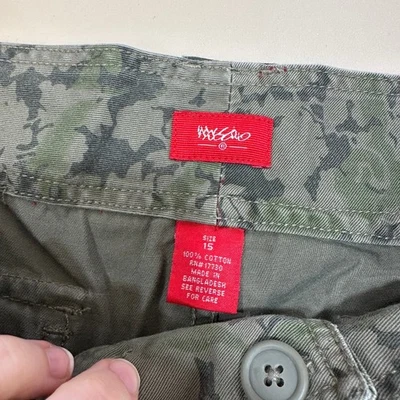 MOSSIMO
®
SIZE
15
100% COTTON
RN# 17730
MADE IN
BANGLADESH
SEE REVERSE
FOR CARE